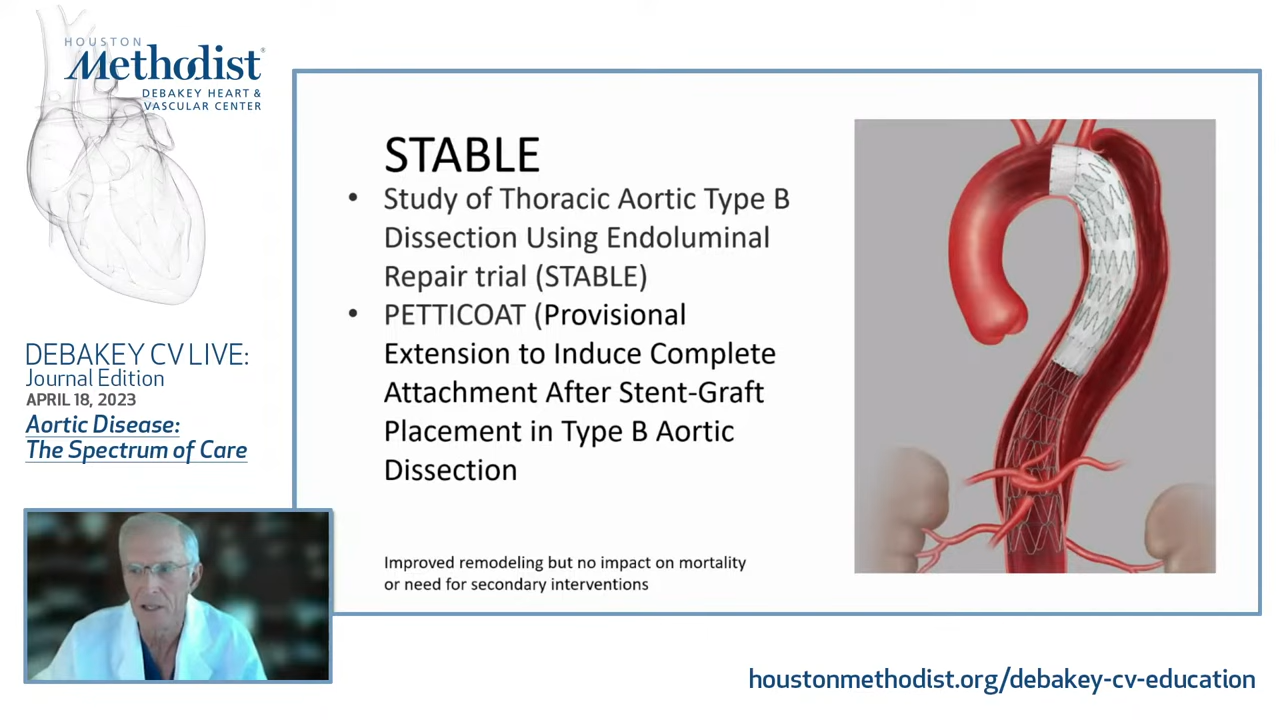 HOUSTON
Methodist®
DEBAKEY HEART &
VASCULAR CENTER
DEBAKEY CV LIVE:
Journal Edition
APRIL 18, 2023
Aortic Disease:
The Spectrum of Care
STABLE
• Study of Thoracic Aortic Type B
Dissection Using Endoluminal
Repair trial (STABLE)
• PETTICOAT (Provisional
Extension to Induce Complete
Attachment After Stent-Graft
Placement in Type B Aortic
Dissection
Improved remodeling but no impact on mortality
or need for secondary interventions
houstonmethodist.org/debakey-cv-education